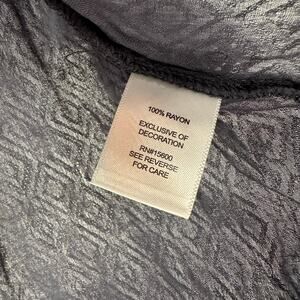 100% RAYON
EXCLUSIVE OF
DECORATION
RN#15600
SEE REVERSE
FOR CARE